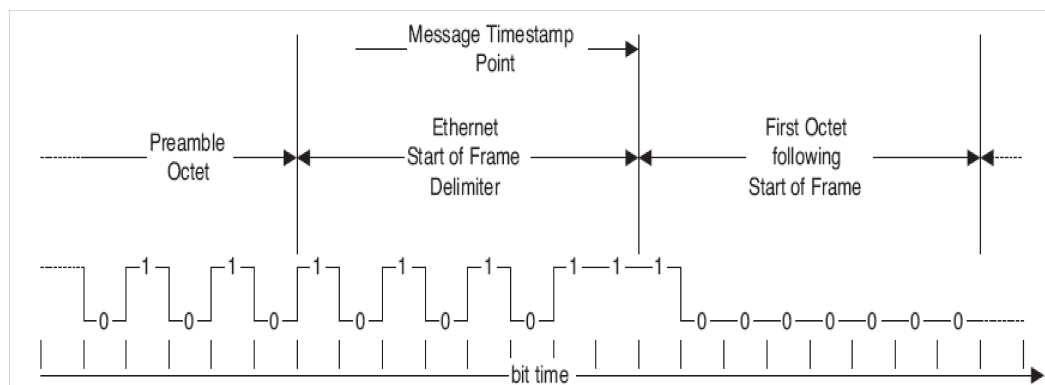 Message Timestamp
Point
Preamble
Octet
Ethernet
Start of Frame
Delimiter
First Octet
following
Start of Frame
0 1 0 1 0 1 0 1 0 1 0 1 1 1 0 0 0 0 0 0 0
bit time